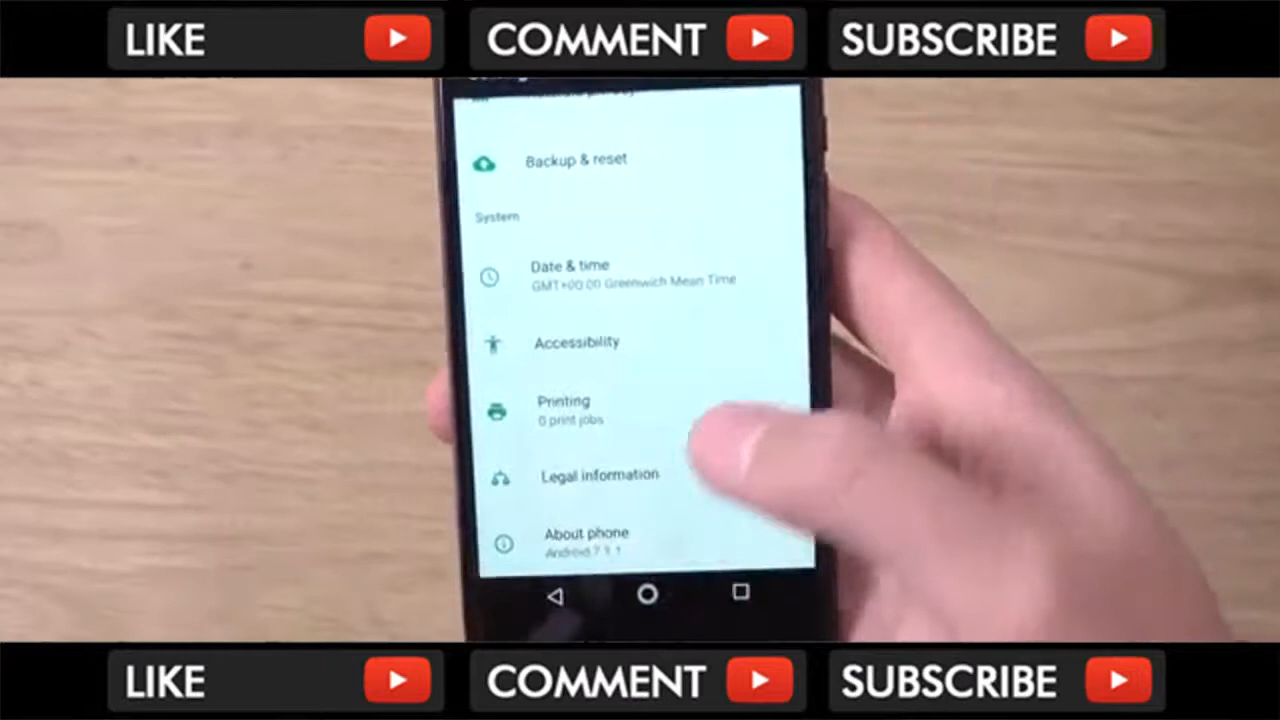 LIKE
COMMENT
SUBSCRIBE
Backup & reset
System
Date & time
GMT+00:00 Greenwich Mean Time
Accessibility
Printing
0 print jobs
Legal information
About phone
Android 7.1.1
LIKE
COMMENT
SUBSCRIBE